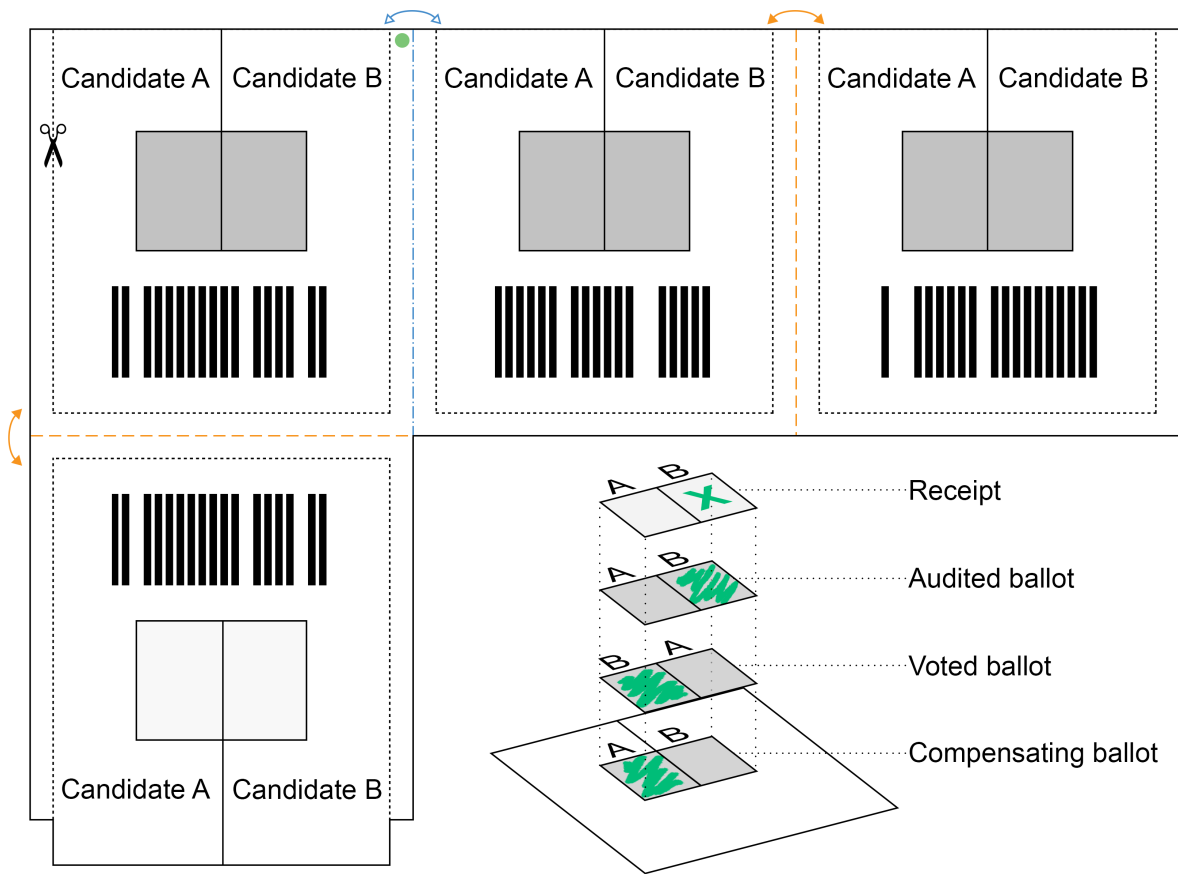 Candidate A Candidate B
Candidate A Candidate B
Candidate A Candidate B
Candidate A Candidate B
A B
X
Receipt
A B
Audited ballot
B A
Voted ballot
A B
Compensating ballot